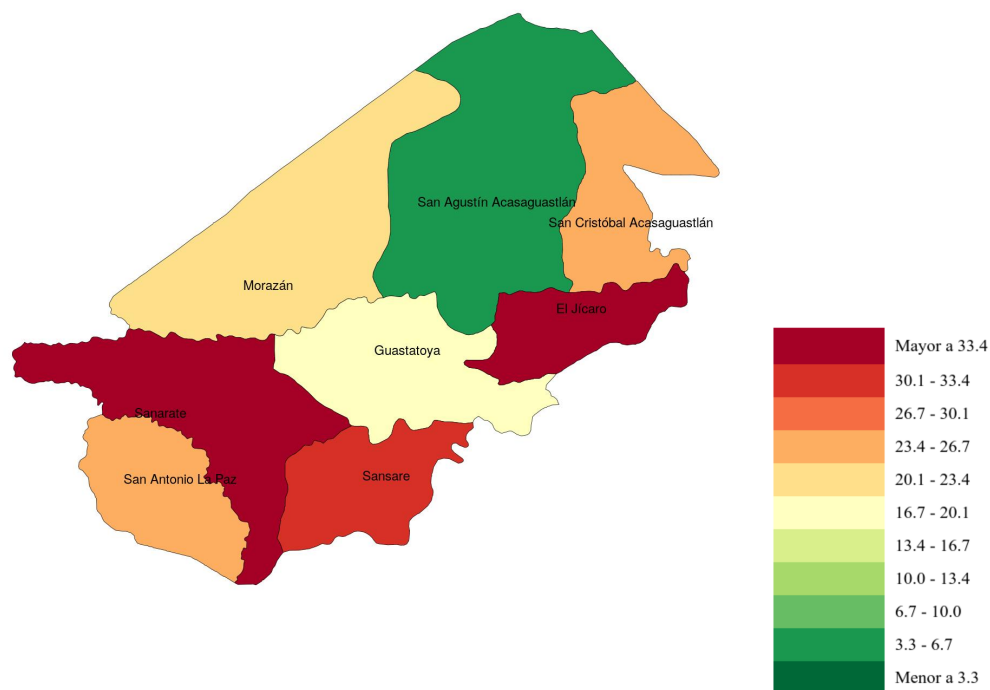 San Agustín Acasaguastlán
San Cristóbal Acasaguastlán
Morazán
El Jícaro
Guastatoya
Sanarate
San Antonio La Paz
Sansare
Mayor a 33.4
30.1 - 33.4
26.7 - 30.1
23.4 - 26.7
20.1 - 23.4
16.7 - 20.1
13.4 - 16.7
10.0 - 13.4
6.7 - 10.0
3.3 - 6.7
Menor a 3.3